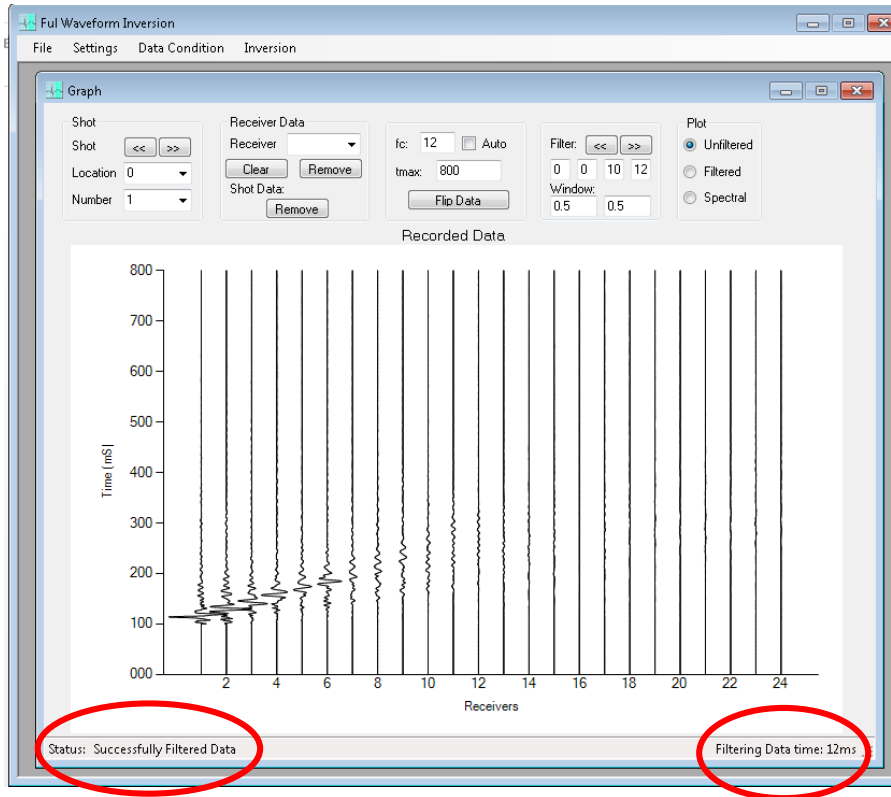 Ful Waveform Inversion
File Settings Data Condition Inversion
Graph
Shot
Shot << >>
Location 0
Number 1
Receiver Data
Receiver
Clear Remove
Shot Data:
Remove
fc: 12 Auto
tmax: 800
Flip Data
Filter: << >>
0 0 10 12
Window:
0.5 0.5
Plot
Unfiltered
Filtered
Spectral
Recorded Data
800
700
600
500
400
300
200
100
000
Time (mS)
2 4 6 8 10 12 14 16 18 20 22 24
Receivers
Status: Successfully Filtered Data
Filtering Data time: 12ms